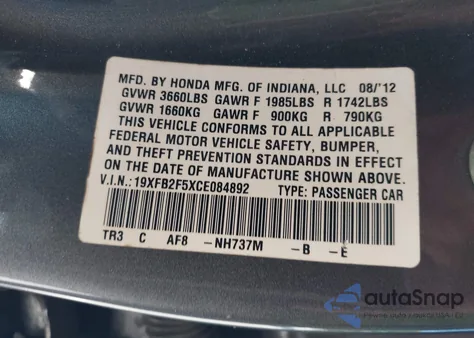 MFD. BY HONDA MFG. OF INDIANA, LLC 08/'12
GVWR 3660LBS GAWR F 1985LBS R 1742LBS
GVWR 1660KG GAWR F 900KG R 790KG
THIS VEHICLE CONFORMS TO ALL APPLICABLE
FEDERAL MOTOR VEHICLE SAFETY, BUMPER,
AND THEFT PREVENTION STANDARDS IN EFFECT
ON THE DATE OF MANUFACTURE SHOWN ABOVE.
V.I.N.: 19XFB2F5XCE084892 TYPE: PASSENGER CAR
TR3 C AF8 -NH737M -B -E
autoSnap